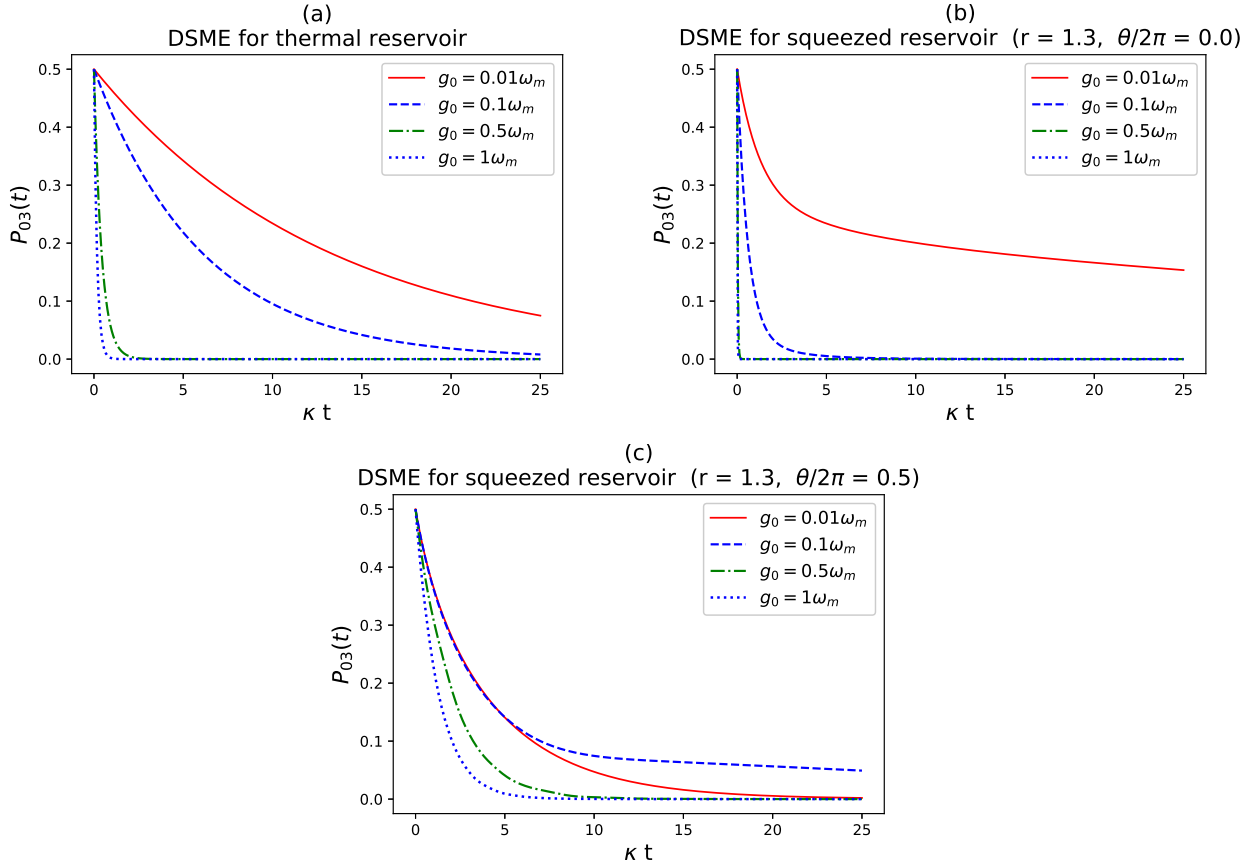 (a)
DSME for thermal reservoir
g₀ = 0.01ωₘ
g₀ = 0.1ωₘ
g₀ = 0.5ωₘ
g₀ = 1ωₘ
0.5
0.4
0.3
0.2
0.1
0.0
P₀₃(t)
0 5 10 15 20 25
κ t
(b)
DSME for squeezed reservoir (r = 1.3, θ/2π = 0.0)
g₀ = 0.01ωₘ
g₀ = 0.1ωₘ
g₀ = 0.5ωₘ
g₀ = 1ωₘ
0.5
0.4
0.3
0.2
0.1
0.0
P₀₃(t)
0 5 10 15 20 25
κ t
(c)
DSME for squeezed reservoir (r = 1.3, θ/2π = 0.5)
g₀ = 0.01ωₘ
g₀ = 0.1ωₘ
g₀ = 0.5ωₘ
g₀ = 1ωₘ
0.5
0.4
0.3
0.2
0.1
0.0
P₀₃(t)
0 5 10 15 20 25
κ t